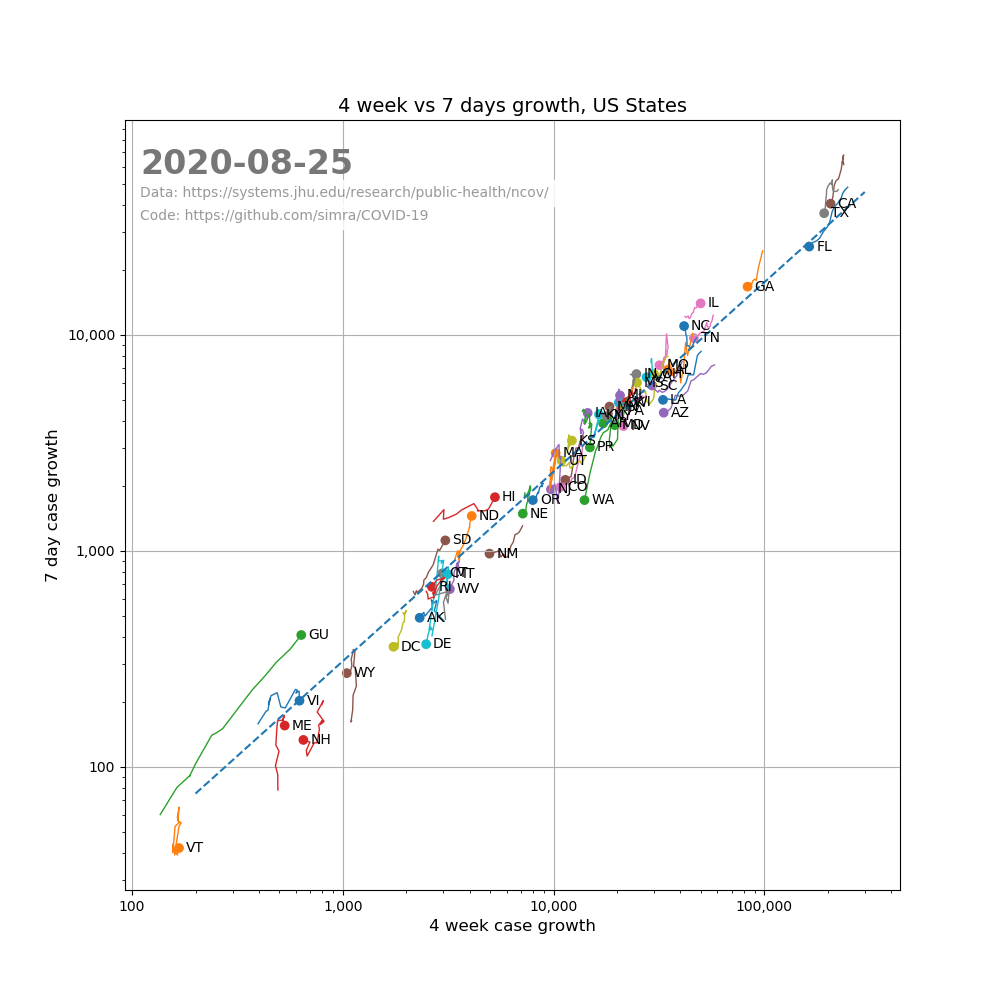 4 week vs 7 days growth, US States
2020-08-25
Data: https://systems.jhu.edu/research/public-health/ncov/
Code: https://github.com/simra/COVID-19
CA
TX
FL
GA
IL
NC
TN
MO
AL
IN
MS
SC
LA
AZ
IA
NV
KS
PR
MA
UT
ID
NJ
CO
HI
OR
WA
ND
NE
SD
NM
MT
RI
WV
AK
GU
DC
DE
WY
VI
ME
NH
VT
10,000
1,000
100
7 day case growth
100
1,000
10,000
100,000
4 week case growth